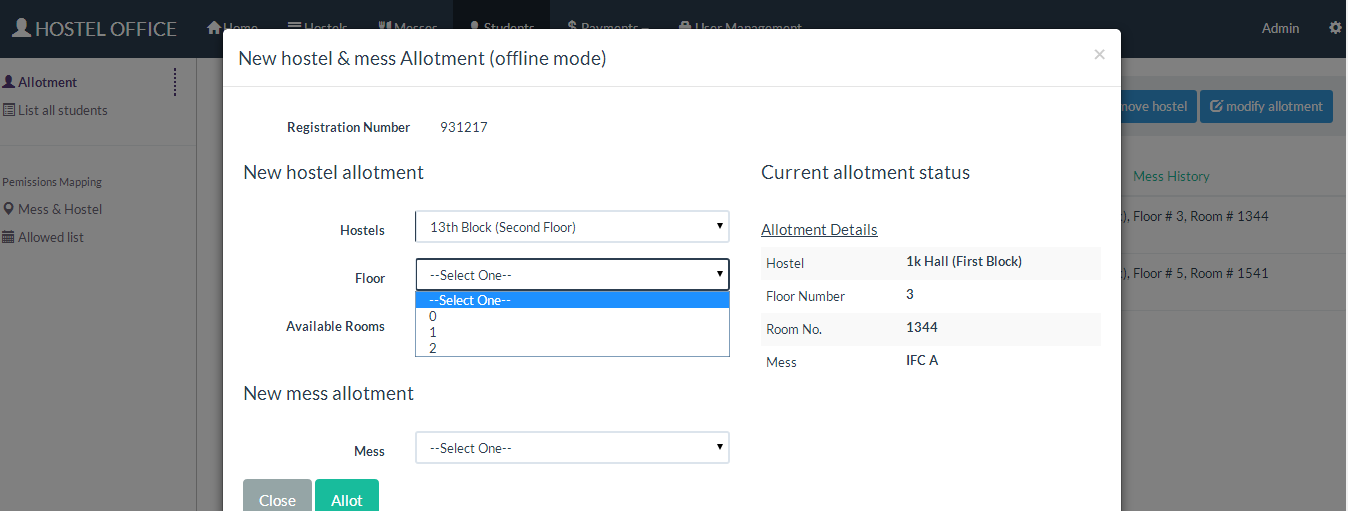 HOSTEL OFFICE
Home Hostels Messes Students Payments User Management
Admin
New hostel & mess Allotment (offline mode)
×
Allotment
List all students
Pemissions Mapping
Mess & Hostel
Allowed list
hostel
modify allotment
Mess History
Floor # 3, Room # 1344
Floor # 5, Room # 1541
Registration Number 931217
New hostel allotment
Hostels 13th Block (Second Floor)
Floor --Select One--
--Select One--
0
1
2
Available Rooms
New mess allotment
Mess --Select One--
Close Allot
Current allotment status
Allotment Details
Hostel 1k Hall (First Block)
Floor Number 3
Room No. 1344
Mess IFC A